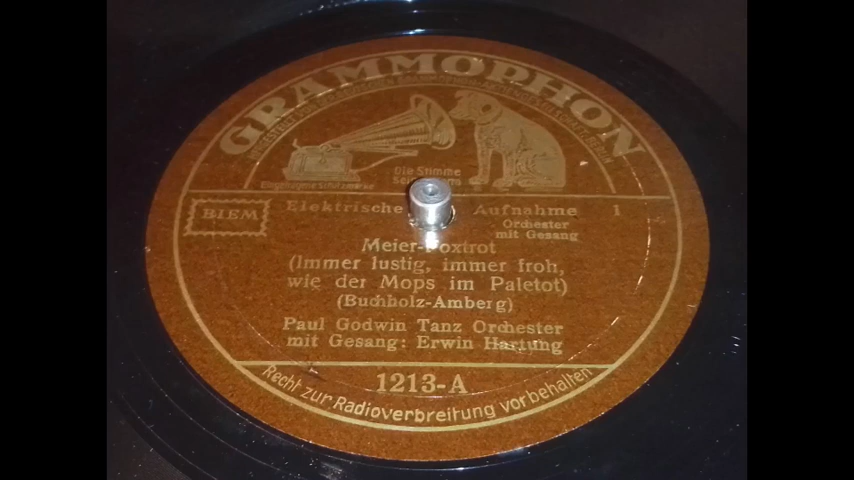 GRAMMOPHON
Die Stimme
BIEM
Elektrische Aufnahme 1
Orchester
mit Gesang
Meier-Foxtrot
(Immer lustig, immer froh,
wie der Mops im Paletot)
(Buchholz-Amberg)
Paul Godwin Tanz Orchester
mit Gesang: Erwin Hartung
1213-A
Recht zur Radioverbreitung vorbehalten